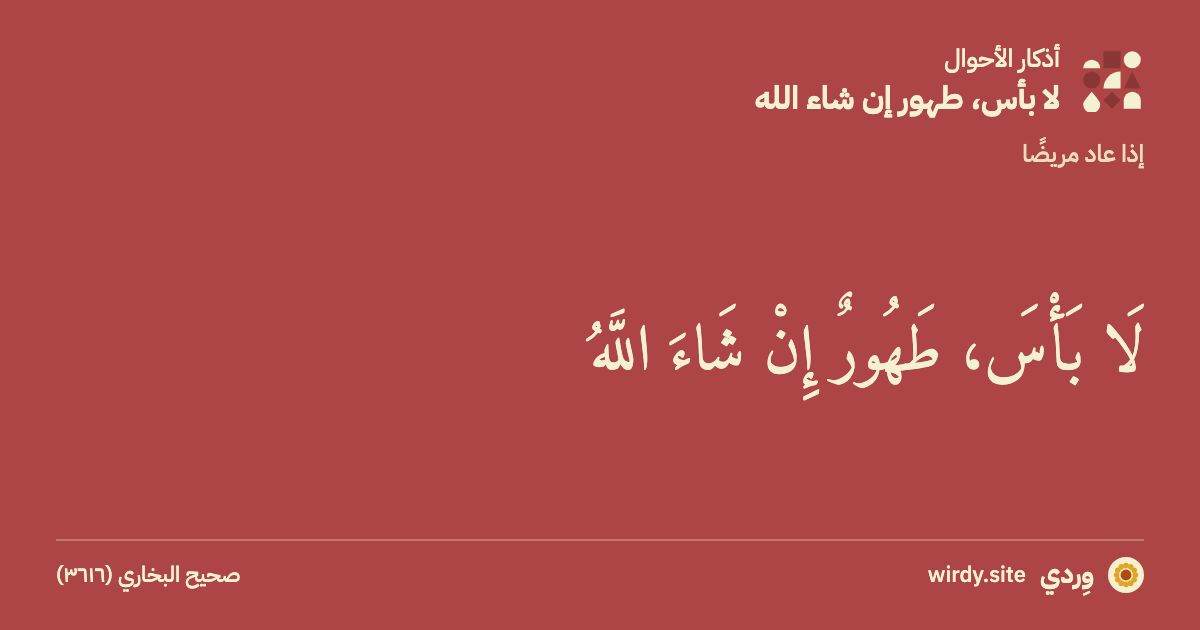 أذكار الأحوال
لا بأس، طهور إن شاء الله
إذا عاد مريضًا
لَا بَأْسَ، طَهُورٌ إِنْ شَاءَ اللَّهُ
وِردي wirdy.site
صحيح البخاري (٣٦١٦)